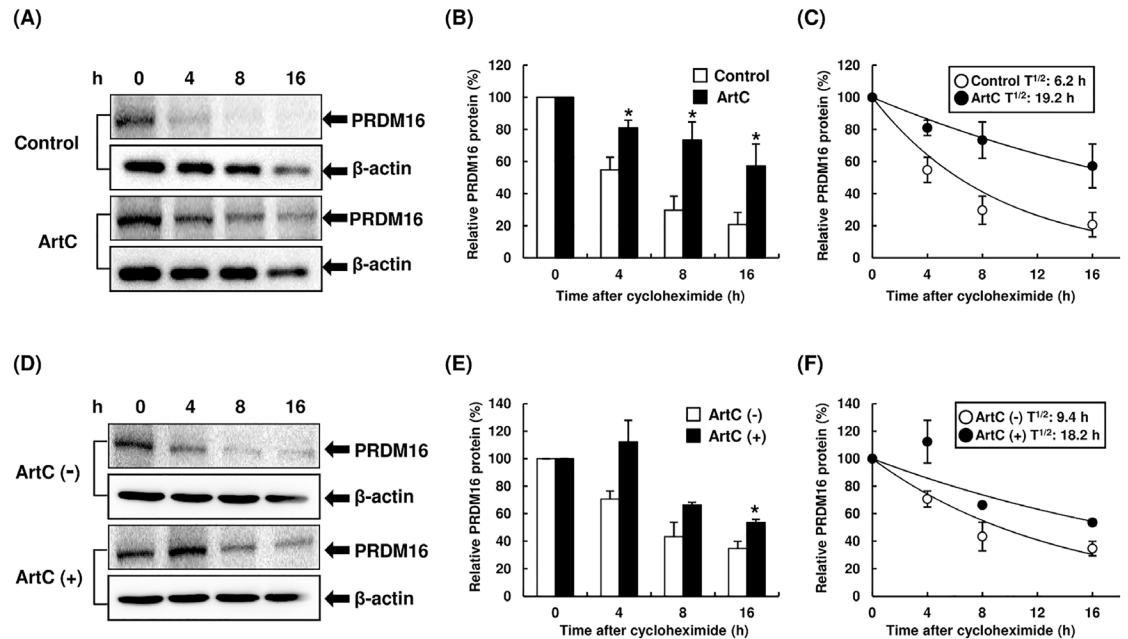 (A)
h 0 4 8 16
Control
PRDM16
β-actin
ArtC
PRDM16
β-actin
(B)
Relative PRDM16 protein (%)
120
100
80
60
40
20
0
Control
ArtC
*
*
*
0 4 8 16
Time after cycloheximide (h)
(C)
Relative PRDM16 protein (%)
120
100
80
60
40
20
0
Control T1/2: 6.2 h
ArtC T1/2: 19.2 h
0 4 8 12 16
Time after cycloheximide (h)
(D)
h 0 4 8 16
ArtC (-)
PRDM16
β-actin
ArtC (+)
PRDM16
β-actin
(E)
Relative PRDM16 protein (%)
140
120
100
80
60
40
20
0
ArtC (-)
ArtC (+)
*
0 4 8 16
Time after cycloheximide (h)
(F)
Relative PRDM16 protein (%)
140
120
100
80
60
40
20
0
ArtC (-) T1/2: 9.4 h
ArtC (+) T1/2: 18.2 h
0 4 8 12 16
Time after cycloheximide (h)